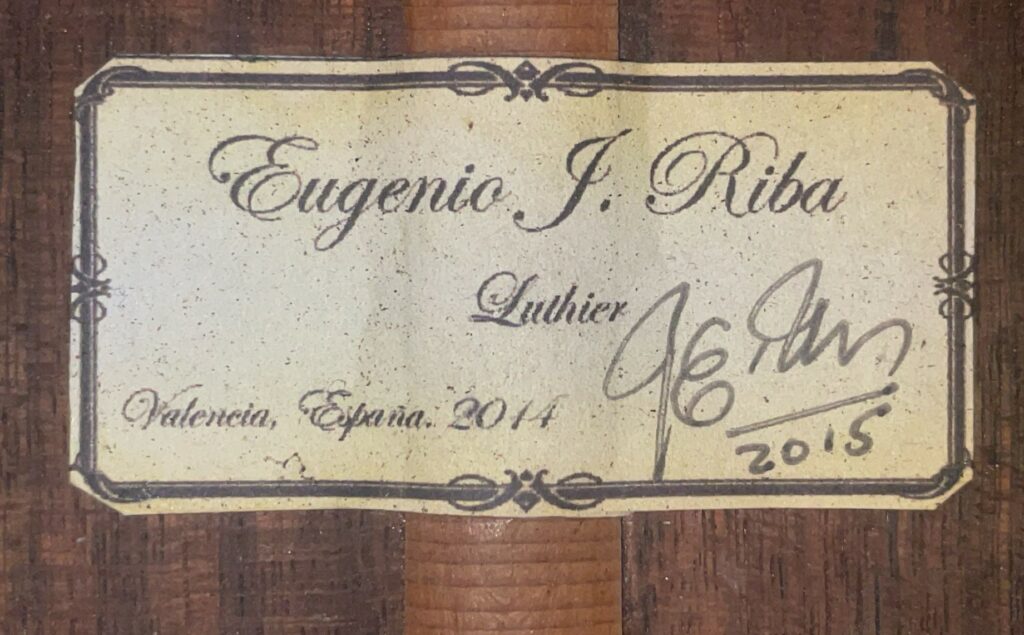 Eugenio J. Riba
Luthier
Valencia, España. 2014
2015